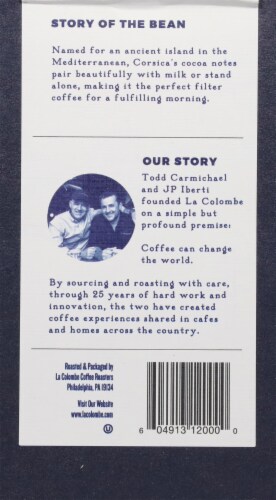 STORY OF THE BEAN
Named for an ancient island in the
Mediterranean, Corsica's cocoa notes
pair beautifully with milk or stand
alone, making it the perfect filter
coffee for a fulfilling morning.
OUR STORY
Todd Carmichael
and JP Iberti
founded La Colombe
on a simple but
profound premise:
Coffee can change
the world.
By sourcing and roasting with care,
through 25 years of hard work and
innovation, the two have created
coffee experiences shared in cafes
and homes across the country.
Roasted & Packaged by
La Colombe Coffee Roasters
Philadelphia, PA 19134
Visit Our Website
www.lacolombe.com
U
6 04913 12000 0